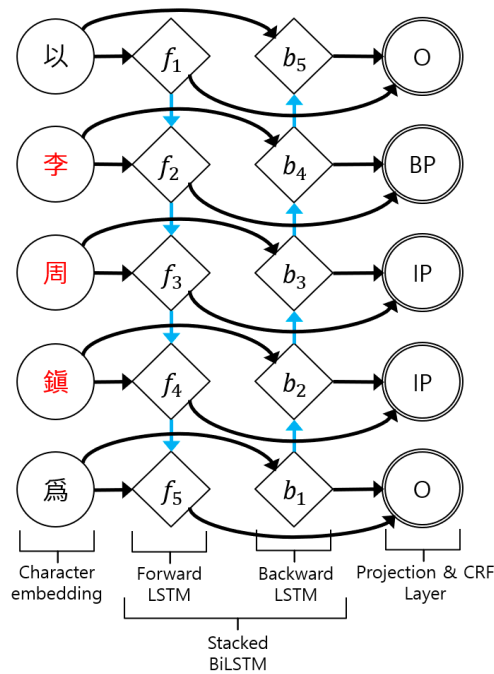 以 f1 b5 O
李 f2 b4 BP
周 f3 b3 IP
鎭 f4 b2 IP
爲 f5 b1 O
Character
embedding
Forward
LSTM
Backward
LSTM
Projection & CRF
Layer
Stacked
BiLSTM